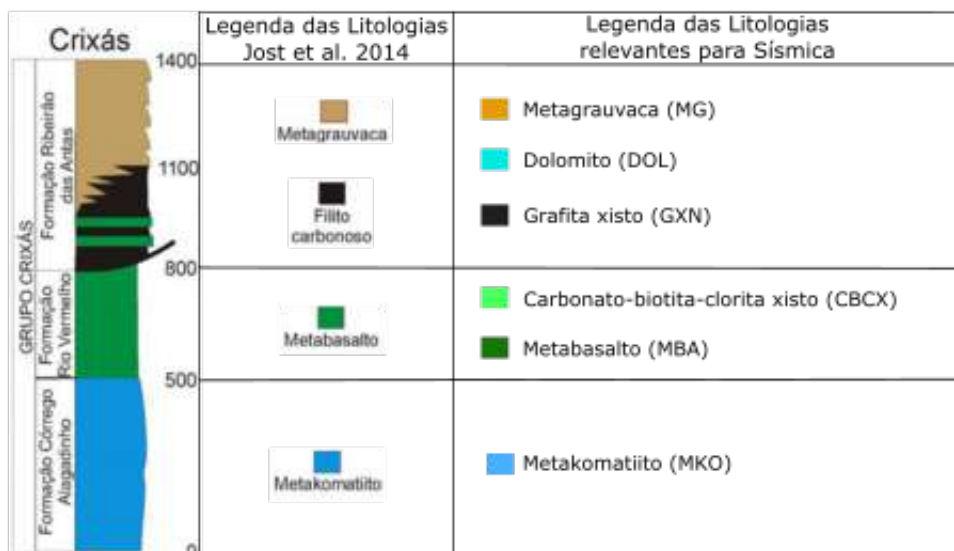 Crixás
Legenda das Litologias
Jost et al. 2014
Legenda das Litologias
relevantes para Sísmica
1400
1100
800
500
0
GRUPO CRIXÁS
Formação Ribeirão
das Antas
Formação
Rio Vermelho
Formação Córrego
Alagadinho
Metagrauvaca
Filito
carbonoso
Metabasalto
Metakomatiito
Metagrauvaca (MG)
Dolomito (DOL)
Grafita xisto (GXN)
Carbonato-biotita-clorita xisto (CBCX)
Metabasalto (MBA)
Metakomatiito (MKO)